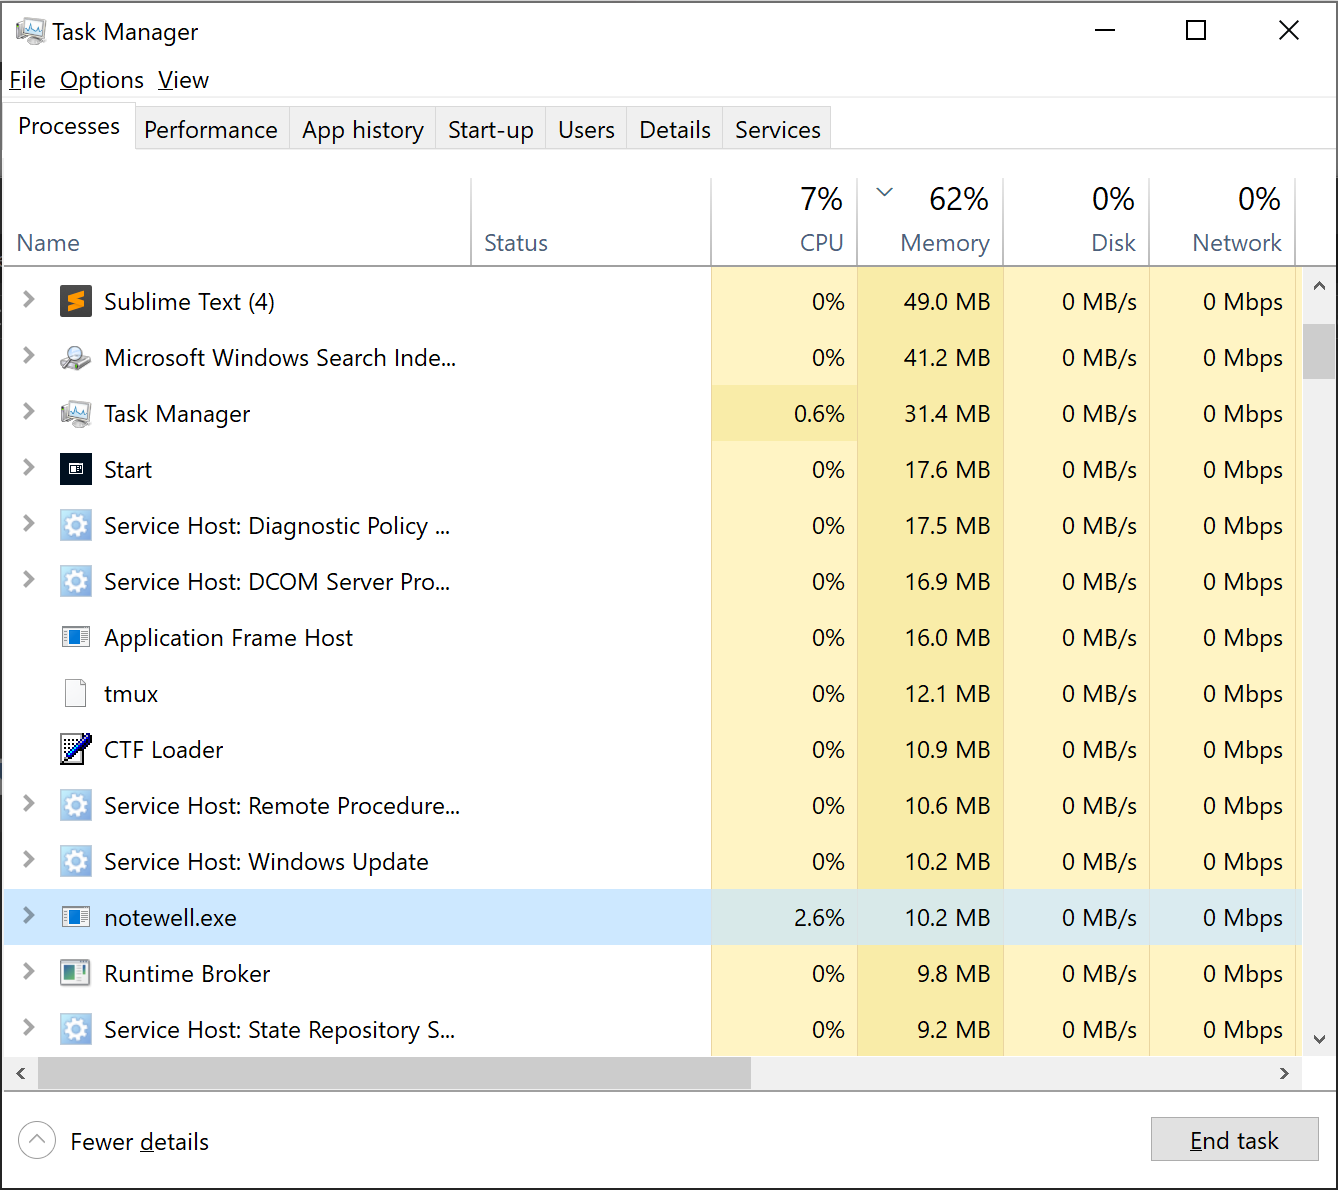 Task Manager
File Options View
Processes Performance App history Start-up Users Details Services
7% 62% 0% 0%
Name Status CPU Memory Disk Network
Sublime Text (4) 0% 49.0 MB 0 MB/s 0 Mbps
Microsoft Windows Search Inde... 0% 41.2 MB 0 MB/s 0 Mbps
Task Manager 0.6% 31.4 MB 0 MB/s 0 Mbps
Start 0% 17.6 MB 0 MB/s 0 Mbps
Service Host: Diagnostic Policy ... 0% 17.5 MB 0 MB/s 0 Mbps
Service Host: DCOM Server Pro... 0% 16.9 MB 0 MB/s 0 Mbps
Application Frame Host 0% 16.0 MB 0 MB/s 0 Mbps
tmux 0% 12.1 MB 0 MB/s 0 Mbps
CTF Loader 0% 10.9 MB 0 MB/s 0 Mbps
Service Host: Remote Procedure... 0% 10.6 MB 0 MB/s 0 Mbps
Service Host: Windows Update 0% 10.2 MB 0 MB/s 0 Mbps
notewell.exe 2.6% 10.2 MB 0 MB/s 0 Mbps
Runtime Broker 0% 9.8 MB 0 MB/s 0 Mbps
Service Host: State Repository S... 0% 9.2 MB 0 MB/s 0 Mbps
Fewer details End task